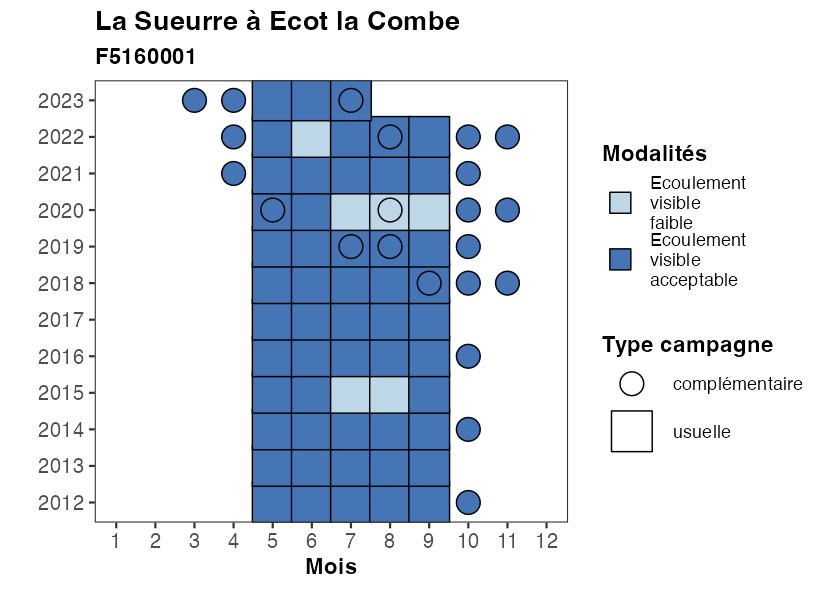 La Sueurre à Ecot la Combe
F5160001
2023
2022
2021
2020
2019
2018
2017
2016
2015
2014
2013
2012
1 2 3 4 5 6 7 8 9 10 11 12
Mois
Modalités
Ecoulement
visible
faible
Ecoulement
visible
acceptable
Type campagne
complémentaire
usuelle